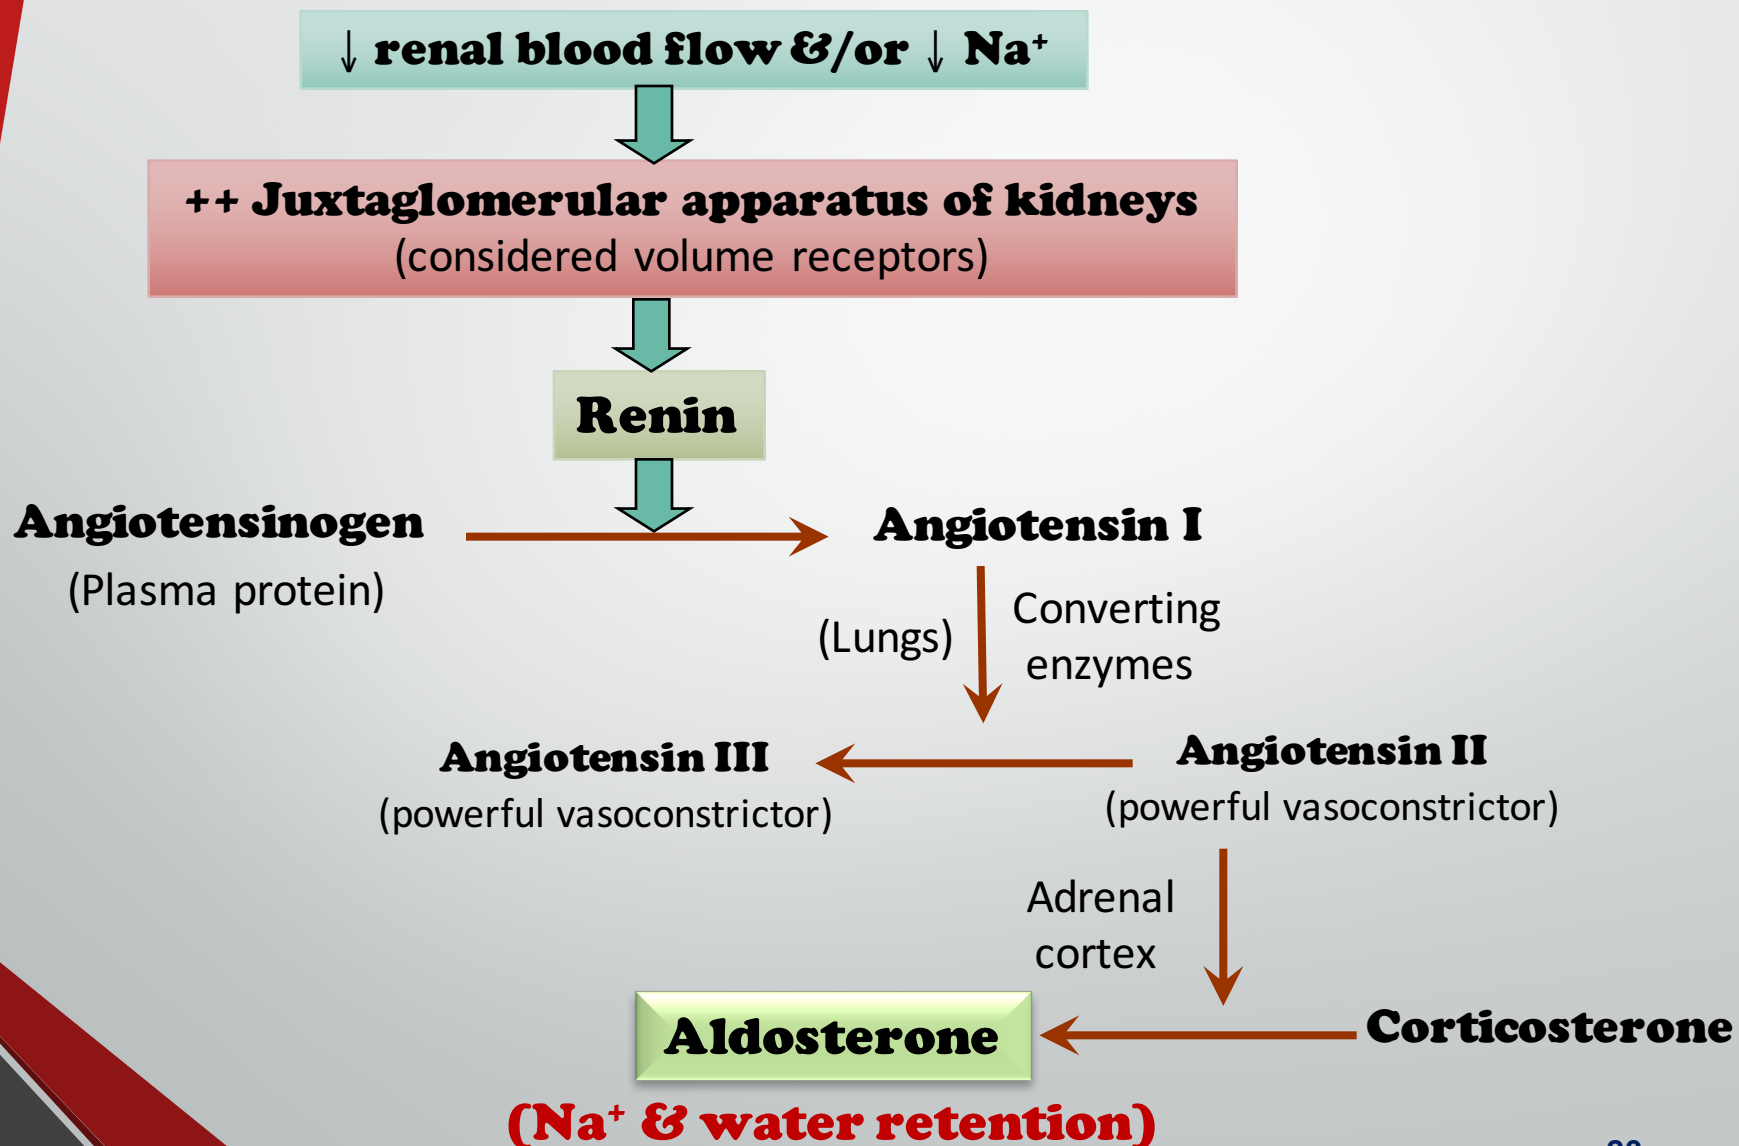 ↓ renal blood flow &/or ↓ Na⁺
++ Juxtaglomerular apparatus of kidneys
(considered volume receptors)
Renin
Angiotensinogen
(Plasma protein)
Angiotensin I
(Lungs)
Converting
enzymes
Angiotensin III
(powerful vasoconstrictor)
Angiotensin II
(powerful vasoconstrictor)
Adrenal
cortex
Aldosterone
Corticosterone
(Na⁺ & water retention)